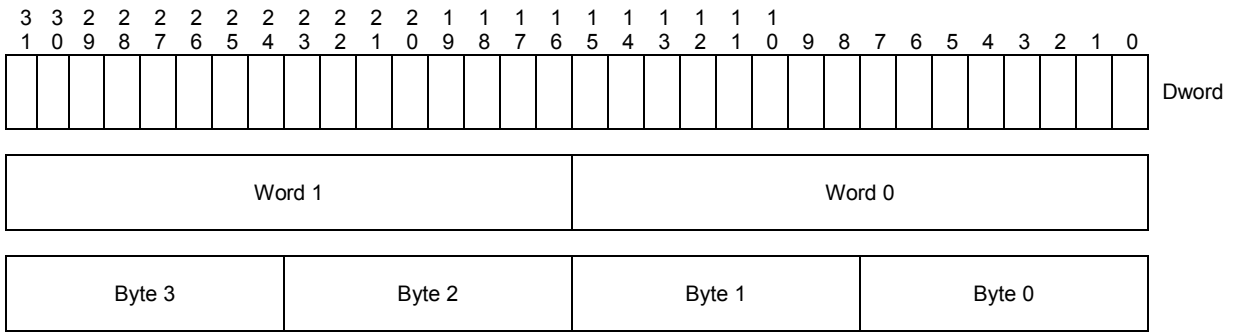 3 3 2 2 2 2 2 2 2 2 2 2 1 1 1 1 1 1 1 1 1 1
1 0 9 8 7 6 5 4 3 2 1 0 9 8 7 6 5 4 3 2 1 0 9 8 7 6 5 4 3 2 1 0
Dword
Word 1 Word 0
Byte 3 Byte 2 Byte 1 Byte 0